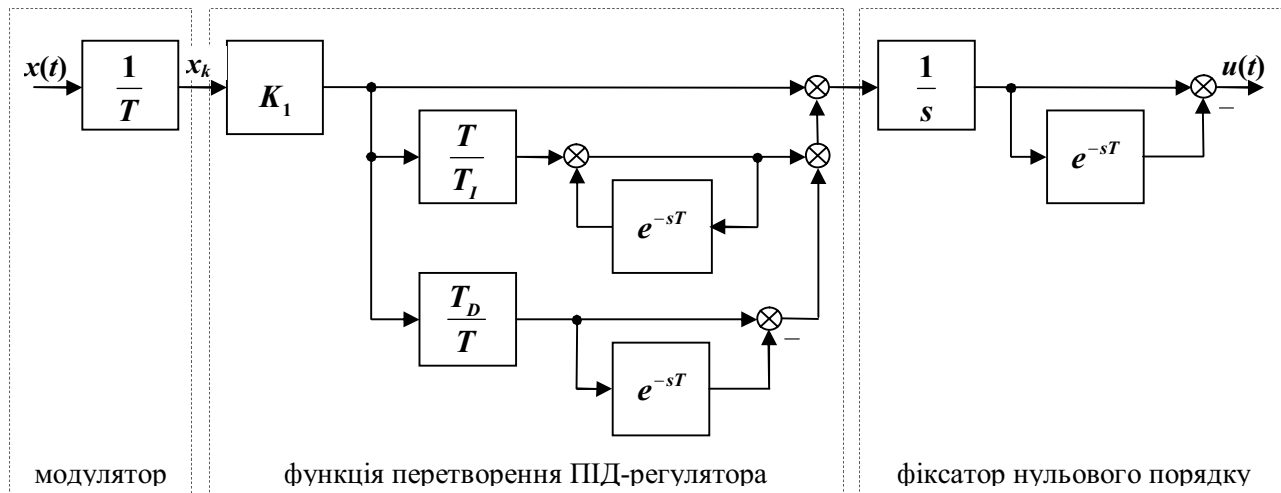 x(t)
1
T
x_k
K_1
T
T_I
e^{-sT}
T_D
T
–
e^{-sT}
1
s
e^{-sT}
–
u(t)
модулятор
функція перетворення ПІД-регулятора
фіксатор нульового порядку